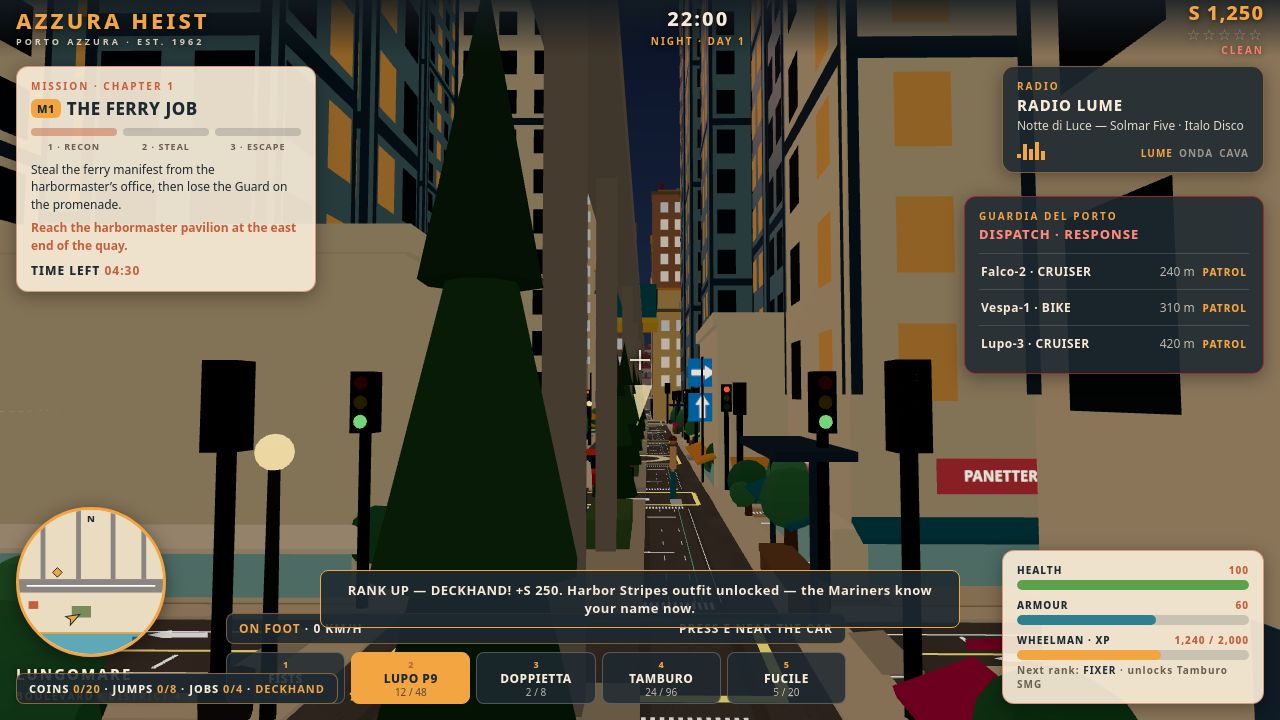 AZZURA HEIST
PORTO AZZURA · EST. 1962
22:00
NIGHT · DAY 1
S 1,250
☆☆☆☆☆
CLEAN
MISSION · CHAPTER 1
M1 THE FERRY JOB
1 · RECON 2 · STEAL 3 · ESCAPE
Steal the ferry manifest from the
harbormaster's office, then lose the Guard on
the promenade.
Reach the harbormaster pavilion at the east
end of the quay.
TIME LEFT 04:30
RADIO
RADIO LUME
Notte di Luce — Solmar Five · Italo Disco
LUME ONDA CAVA
GUARDIA DEL PORTO
DISPATCH · RESPONSE
Falco-2 · CRUISER 240 m PATROL
Vespa-1 · BIKE 310 m PATROL
Lupo-3 · CRUISER 420 m PATROL
PANETTER
N
RANK UP — DECKHAND! +S 250. Harbor Stripes outfit unlocked — the Mariners know
your name now.
ON FOOT · 0 KM/H PRESS E NEAR THE CAR
LUNGOMARE
COINS 0/20 · JUMPS 0/8 · JOBS 0/4 · DECKHAND
1
FISTS
2
LUPO P9
12 / 48
3
DOPPIETTA
2 / 8
4
TAMBURO
24 / 96
5
FUCILE
5 / 20
HEALTH 100
ARMOUR 60
WHEELMAN · XP 1,240 / 2,000
Next rank: FIXER · unlocks Tamburo
SMG